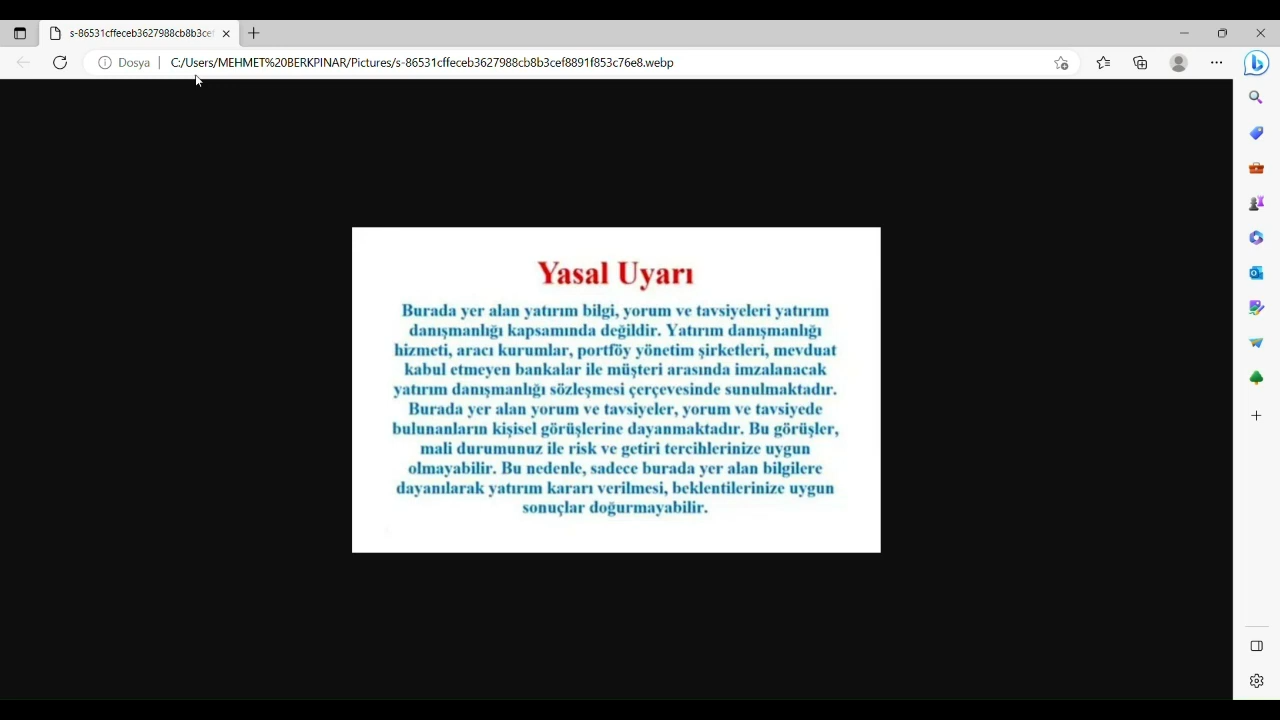 s-86531cffeceb3627988cb8b3cef
Dosya
C:/Users/MEHMET%20BERKPINAR/Pictures/s-86531cffeceb3627988cb8b3cef8891f853c76e8.webp
Yasal Uyarı
Burada yer alan yatırım bilgi, yorum ve tavsiyeleri yatırım
danışmanlığı kapsamında değildir. Yatırım danışmanlığı
hizmeti, aracı kurumlar, portföy yönetim şirketleri, mevduat
kabul etmeyen bankalar ile müşteri arasında imzalanacak
yatırım danışmanlığı sözleşmesi çerçevesinde sunulmaktadır.
Burada yer alan yorum ve tavsiyeler, yorum ve tavsiyede
bulunanların kişisel görüşlerine dayanmaktadır. Bu görüşler,
mali durumunuz ile risk ve getiri tercihlerinize uygun
olmayabilir. Bu nedenle, sadece burada yer alan bilgilere
dayanılarak yatırım kararı verilmesi, beklentilerinize uygun
sonuçlar doğurmayabilir.